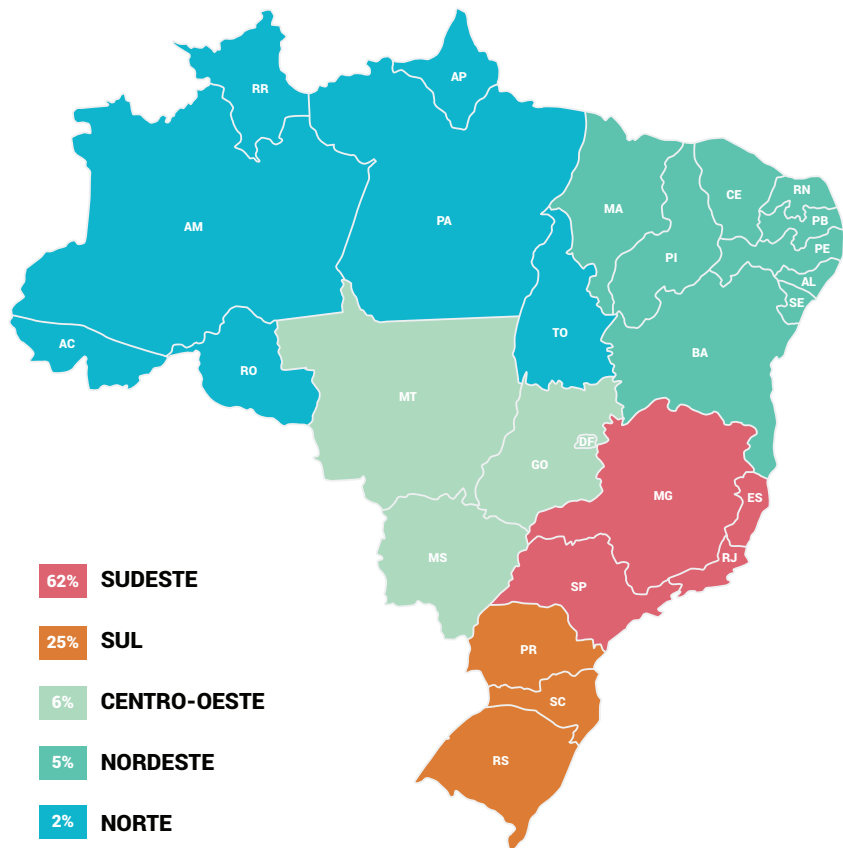 AP
RR
RN
CE
MA
PB
PA
AM
PE
PI
AL
SE
TO
AC
BA
RO
MT
DF
GO
MG
ES
MS
RJ
62% SUDESTE
SP
25% SUL
PR
6% CENTRO-OESTE
SC
5% NORDESTE
RS
2% NORTE